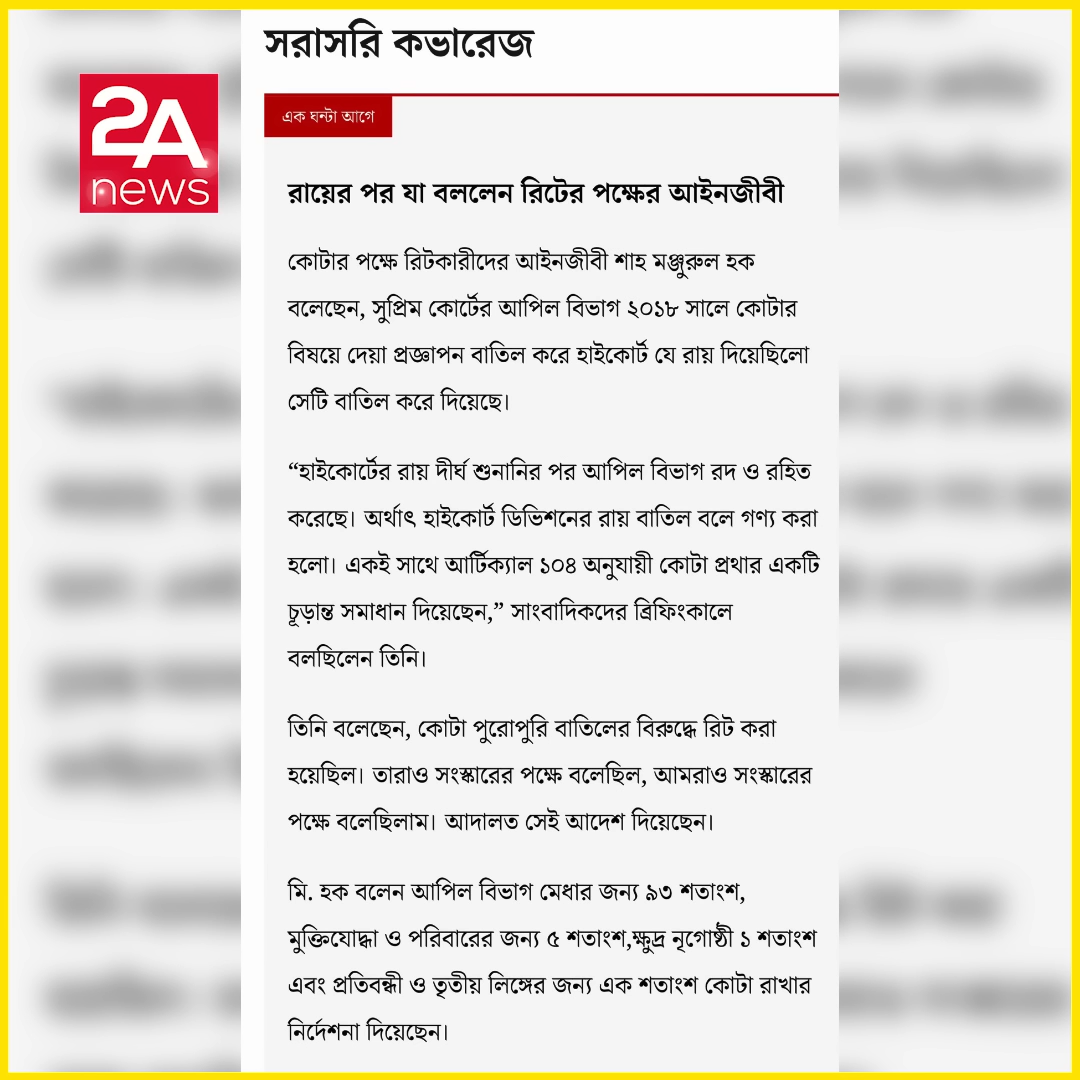 সরাসরি কভারেজ
2A
news
এক ঘন্টা আগে
রায়ের পর যা বললেন রিটের পক্ষের আইনজীবী
কোটার পক্ষে রিটকারীদের আইনজীবী শাহ মঞ্জুরুল হক
বলেছেন, সুপ্রিম কোর্টের আপিল বিভাগ ২০১৮ সালে কোটার
বিষয়ে দেয়া প্রজ্ঞাপন বাতিল করে হাইকোর্ট যে রায় দিয়েছিলো
সেটি বাতিল করে দিয়েছে।
“হাইকোর্টের রায় দীর্ঘ শুনানির পর আপিল বিভাগ রদ ও রহিত
করেছে। অর্থাৎ হাইকোর্ট ডিভিশনের রায় বাতিল বলে গণ্য করা
হলো। একই সাথে আর্টিক্যাল ১০৪ অনুযায়ী কোটা প্রথার একটি
চূড়ান্ত সমাধান দিয়েছেন,” সাংবাদিকদের ব্রিফিংকালে
বলছিলেন তিনি।
তিনি বলেছেন, কোটা পুরোপুরি বাতিলের বিরুদ্ধে রিট করা
হয়েছিল। তারাও সংস্কারের পক্ষে বলেছিল, আমরাও সংস্কারের
পক্ষে বলেছিলাম। আদালত সেই আদেশ দিয়েছেন।
মি. হক বলেন আপিল বিভাগ মেধার জন্য ৯৩ শতাংশ,
মুক্তিযোদ্ধা ও পরিবারের জন্য ৫ শতাংশ,ক্ষুদ্র নৃগোষ্ঠী ১ শতাংশ
এবং প্রতিবন্ধী ও তৃতীয় লিঙ্গের জন্য এক শতাংশ কোটা রাখার
নির্দেশনা দিয়েছেন।